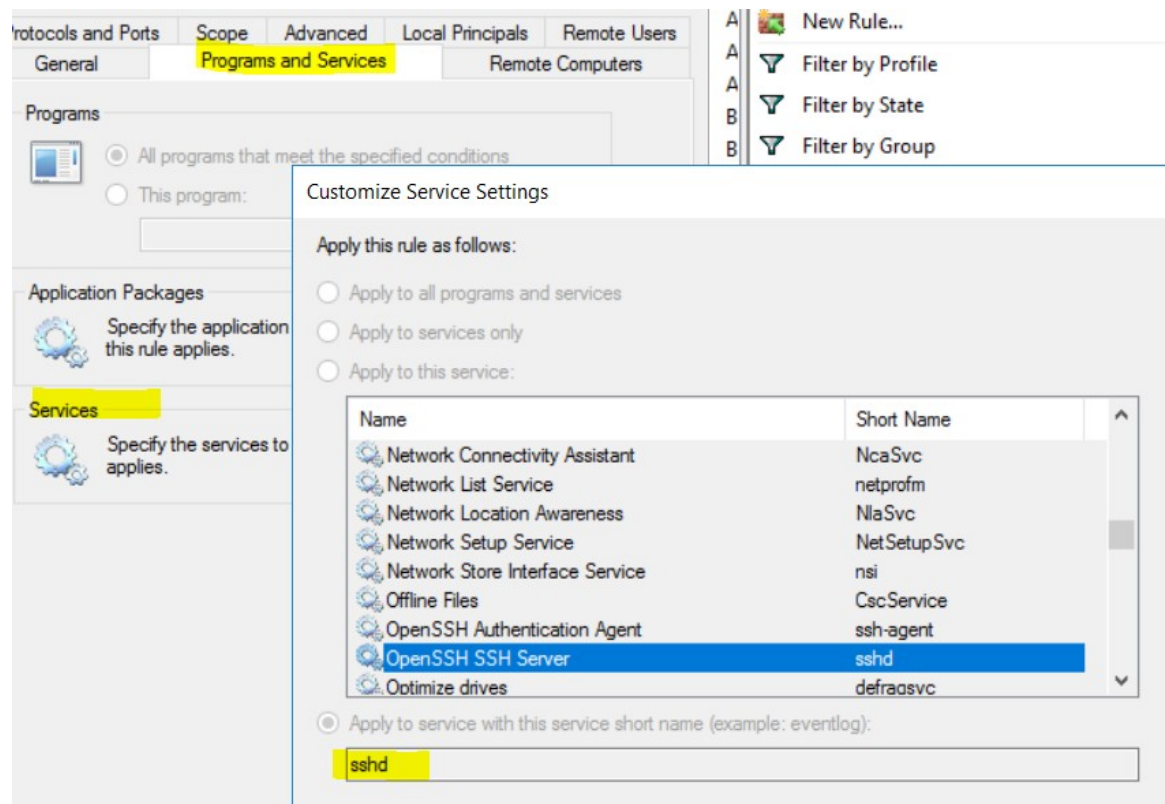 Protocols and Ports Scope Advanced Local Principals Remote Users
General Programs and Services Remote Computers
Programs
All programs that meet the specified conditions
This program:
Application Packages
Specify the application
this rule applies.
Services
Specify the services to
applies.
A
A
A
B
B
New Rule...
Filter by Profile
Filter by State
Filter by Group
Customize Service Settings
Apply this rule as follows:
Apply to all programs and services
Apply to services only
Apply to this service:
Name Short Name
Network Connectivity Assistant NcaSvc
Network List Service netprofm
Network Location Awareness NlaSvc
Network Setup Service NetSetupSvc
Network Store Interface Service nsi
Offline Files CscService
OpenSSH Authentication Agent ssh-agent
OpenSSH SSH Server sshd
Optimize drives defragsvc
Apply to service with this service short name (example: eventlog):
sshd